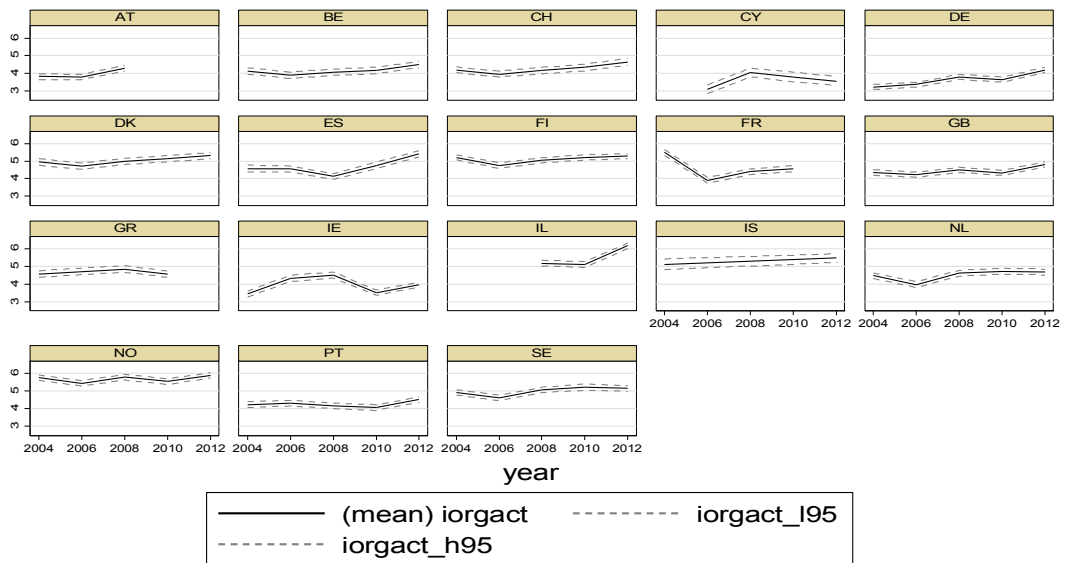 AT BE CH CY DE
6
5
4
3
DK ES FI FR GB
6
5
4
3
GR IE IL IS NL
6
5
4
3
2004 2006 2008 2010 2012 2004 2006 2008 2010 2012
NO PT SE
6
5
4
3
2004 2006 2008 2010 2012 2004 2006 2008 2010 2012 2004 2006 2008 2010 2012
year
(mean) iorgact iorgact_l95
iorgact_h95